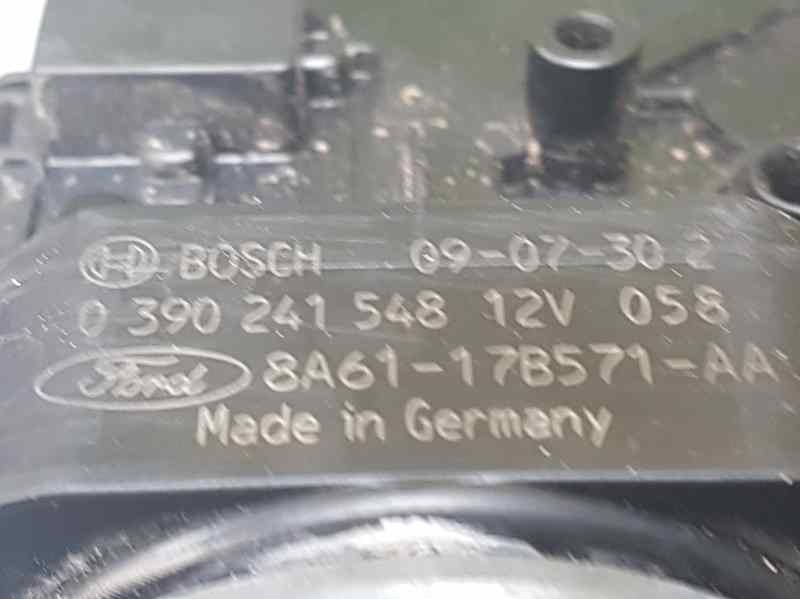 BOSCH 09-07-30 2
0 390 241 548 12V 058
Ford 8A61-17B571-AA
Made in Germany